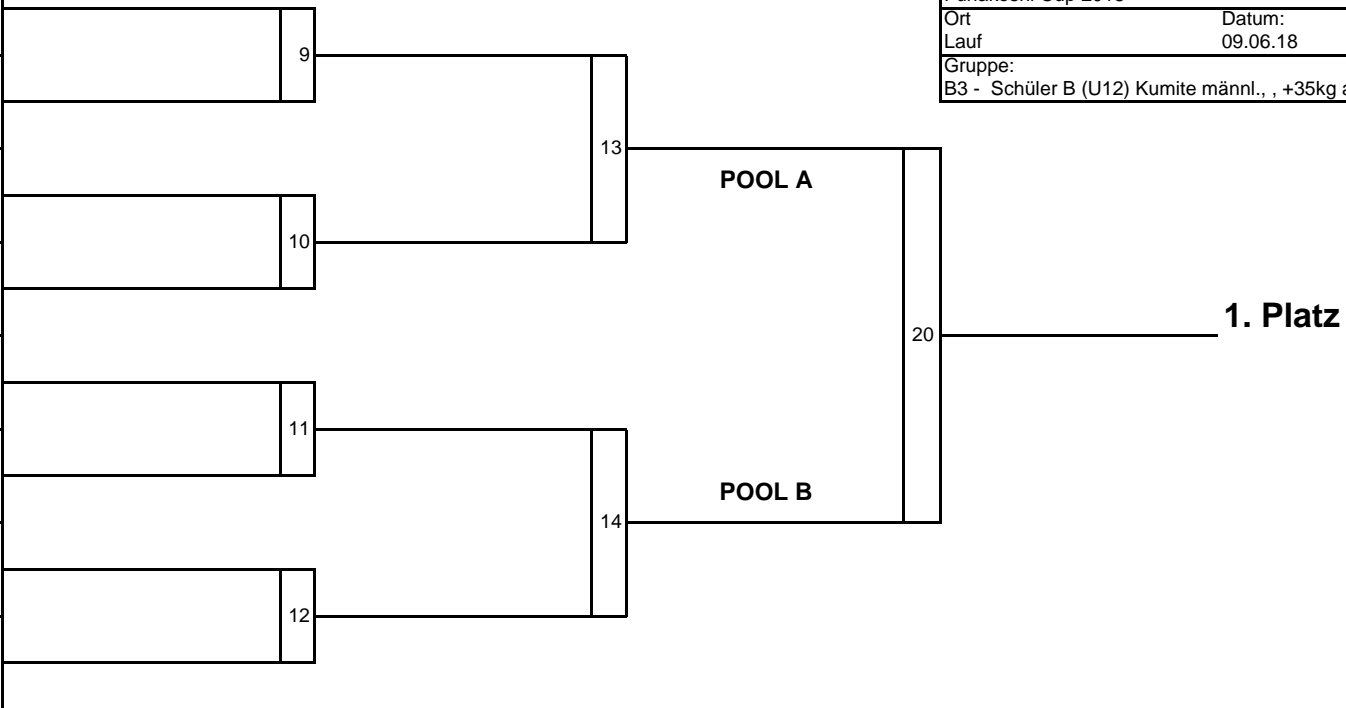 Ort Datum:
Lauf 09.06.18
Gruppe:
B3 - Schüler B (U12) Kumite männl., , +35kg
9
13
POOL A
10
1. Platz
20
11
POOL B
14
12